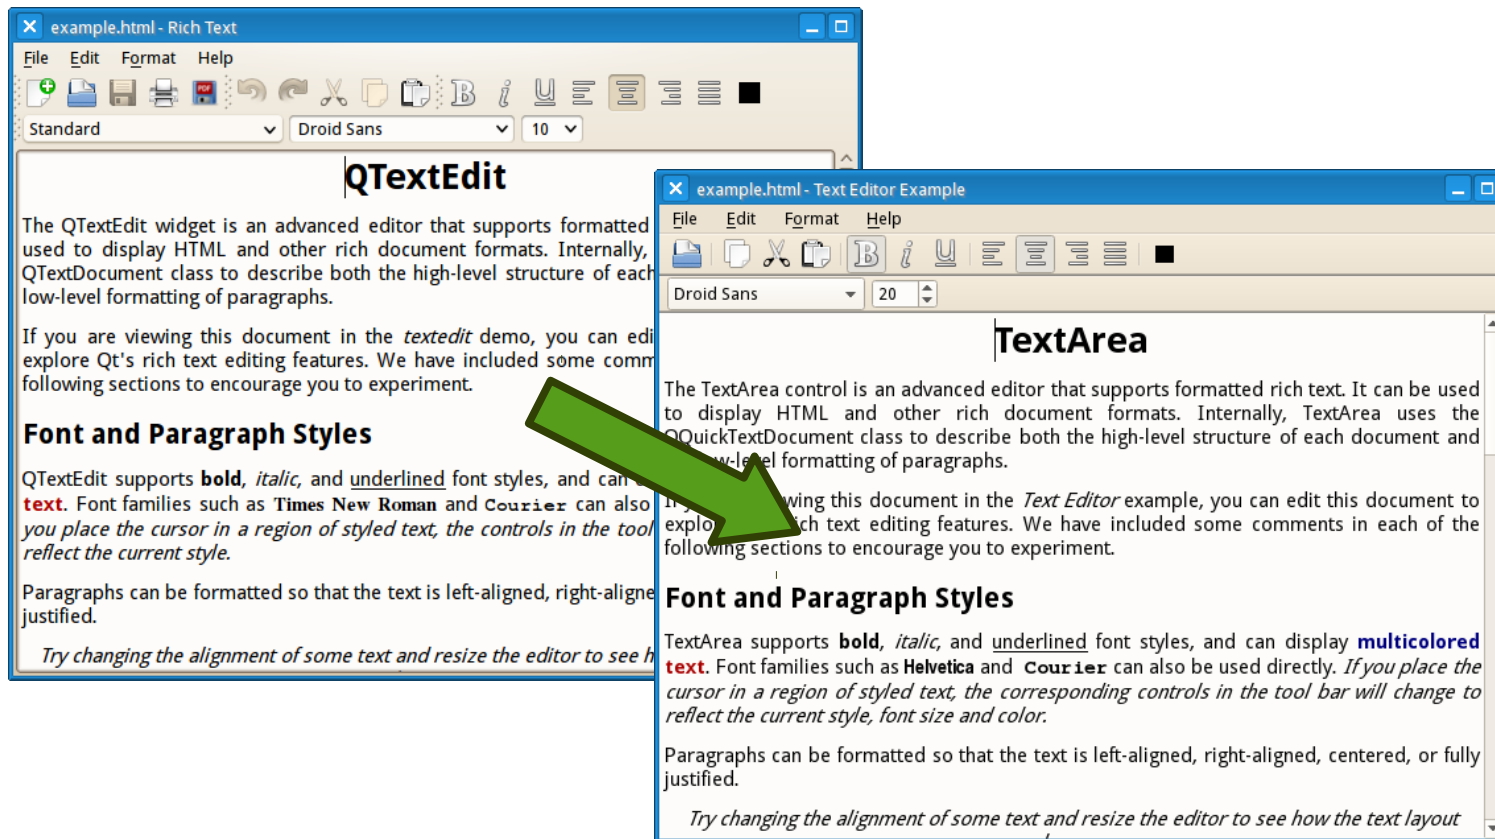 example.html - Rich Text
File Edit Format Help
PDF
B i U
Standard Droid Sans 10
QTextEdit
The QTextEdit widget is an advanced editor that supports formatted
used to display HTML and other rich document formats. Internally,
QTextDocument class to describe both the high-level structure of each
low-level formatting of paragraphs.
If you are viewing this document in the textedit demo, you can edi
explore Qt's rich text editing features. We have included some comm
following sections to encourage you to experiment.
Font and Paragraph Styles
QTextEdit supports bold, italic, and underlined font styles, and can
text. Font families such as Times New Roman and Courier can also
you place the cursor in a region of styled text, the controls in the tool
reflect the current style.
Paragraphs can be formatted so that the text is left-aligned, right-aligne
justified.
Try changing the alignment of some text and resize the editor to see h
example.html - Text Editor Example
File Edit Format Help
B i U
Droid Sans 20
TextArea
The TextArea control is an advanced editor that supports formatted rich text. It can be used
to display HTML and other rich document formats. Internally, TextArea uses the
QQuickTextDocument class to describe both the high-level structure of each document and
w-level formatting of paragraphs.
If wing this document in the Text Editor example, you can edit this document to
explo ich text editing features. We have included some comments in each of the
following sections to encourage you to experiment.
Font and Paragraph Styles
TextArea supports bold, italic, and underlined font styles, and can display multicolored
text. Font families such as Helvetica and Courier can also be used directly. If you place the
cursor in a region of styled text, the corresponding controls in the tool bar will change to
reflect the current style, font size and color.
Paragraphs can be formatted so that the text is left-aligned, right-aligned, centered, or fully
justified.
Try changing the alignment of some text and resize the editor to see how the text layout